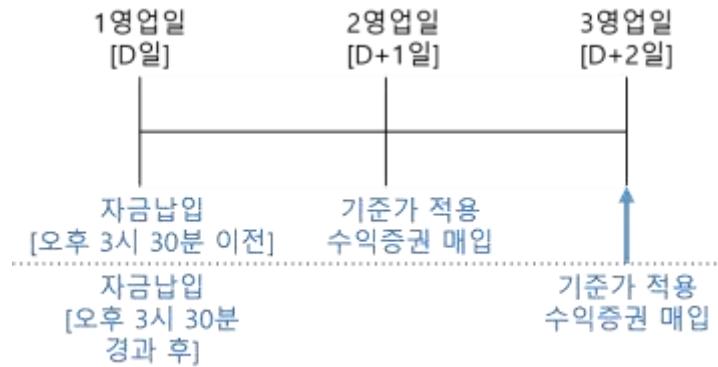 1영업일
[D일]
2영업일
[D+1일]
3영업일
[D+2일]
자금납입
[오후 3시 30분 이전]
기준가 적용
수익증권 매입
자금납입
[오후 3시 30분
경과 후]
기준가 적용
수익증권 매입